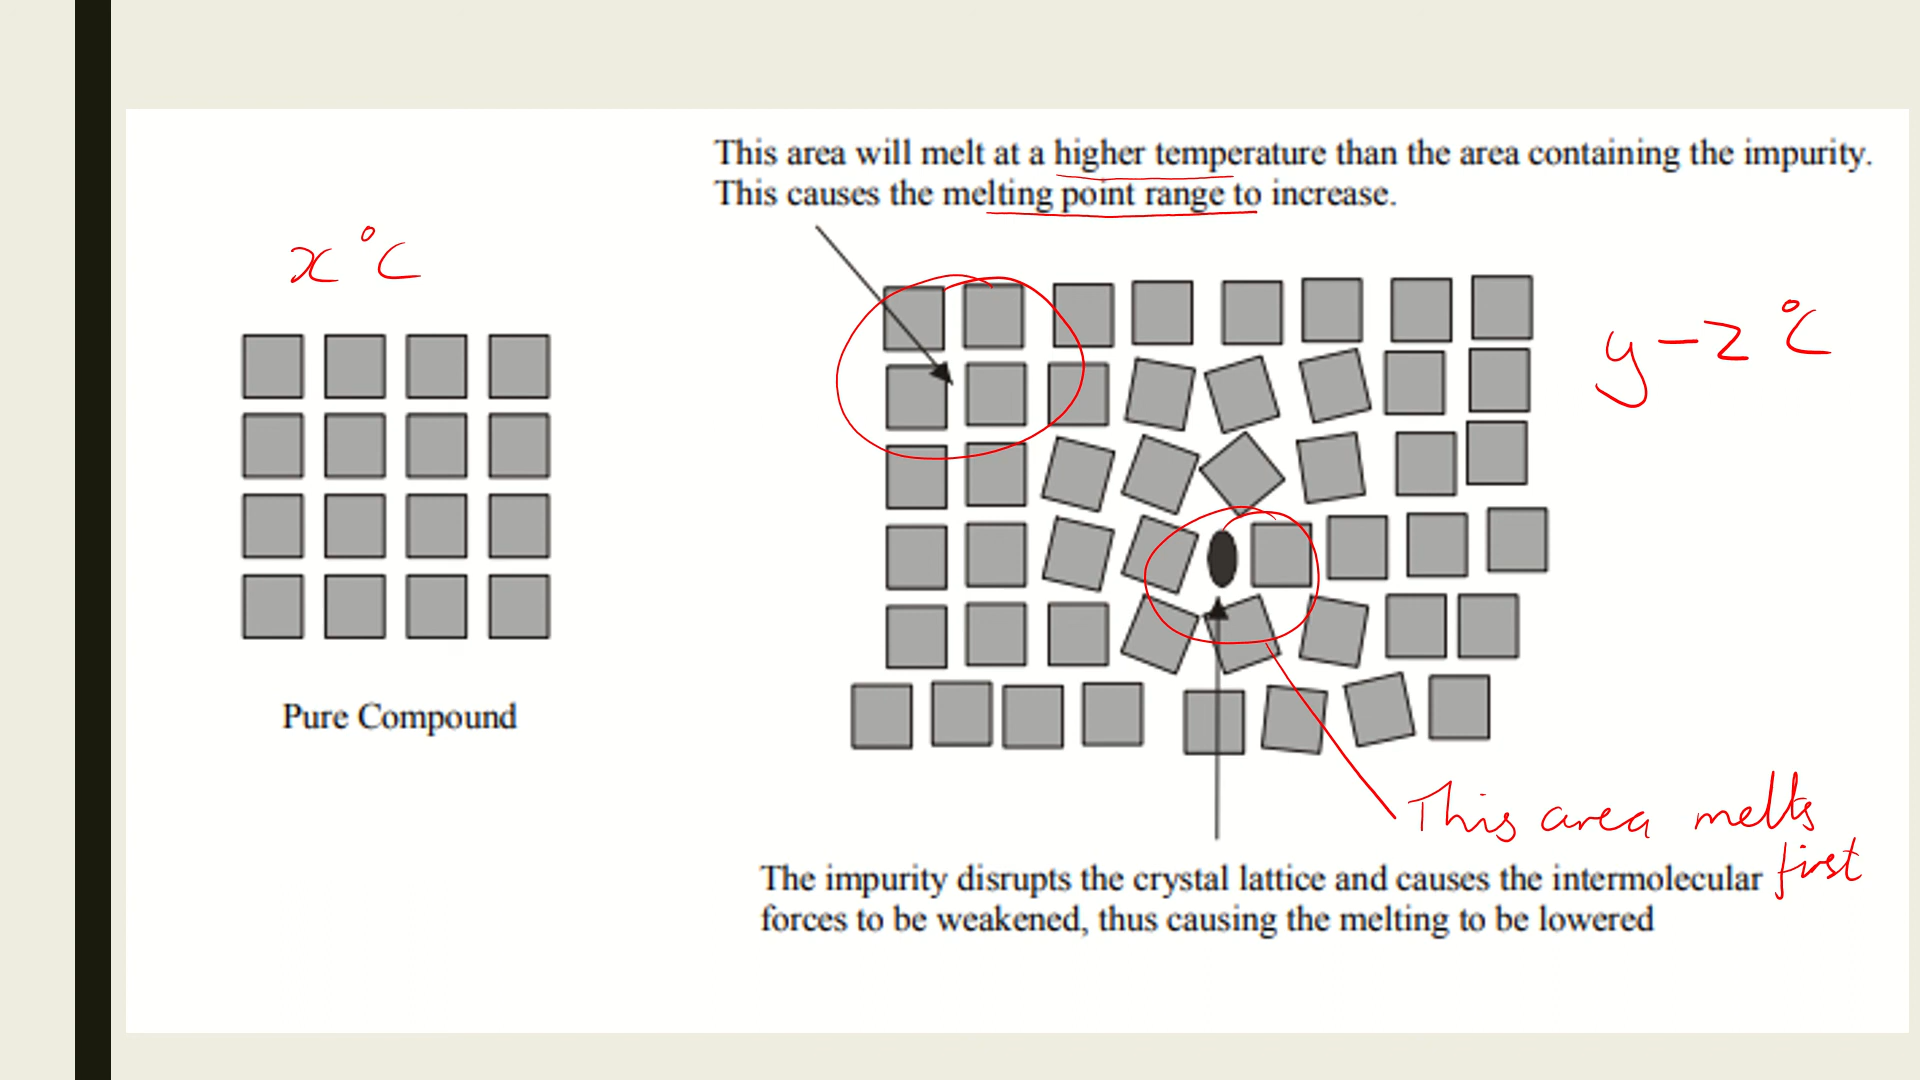 This area will melt at a higher temperature than the area containing the impurity.
This causes the melting point range to increase.
x °C
y – z °C
Pure Compound
This area melts
first
The impurity disrupts the crystal lattice and causes the intermolecular
forces to be weakened, thus causing the melting to be lowered